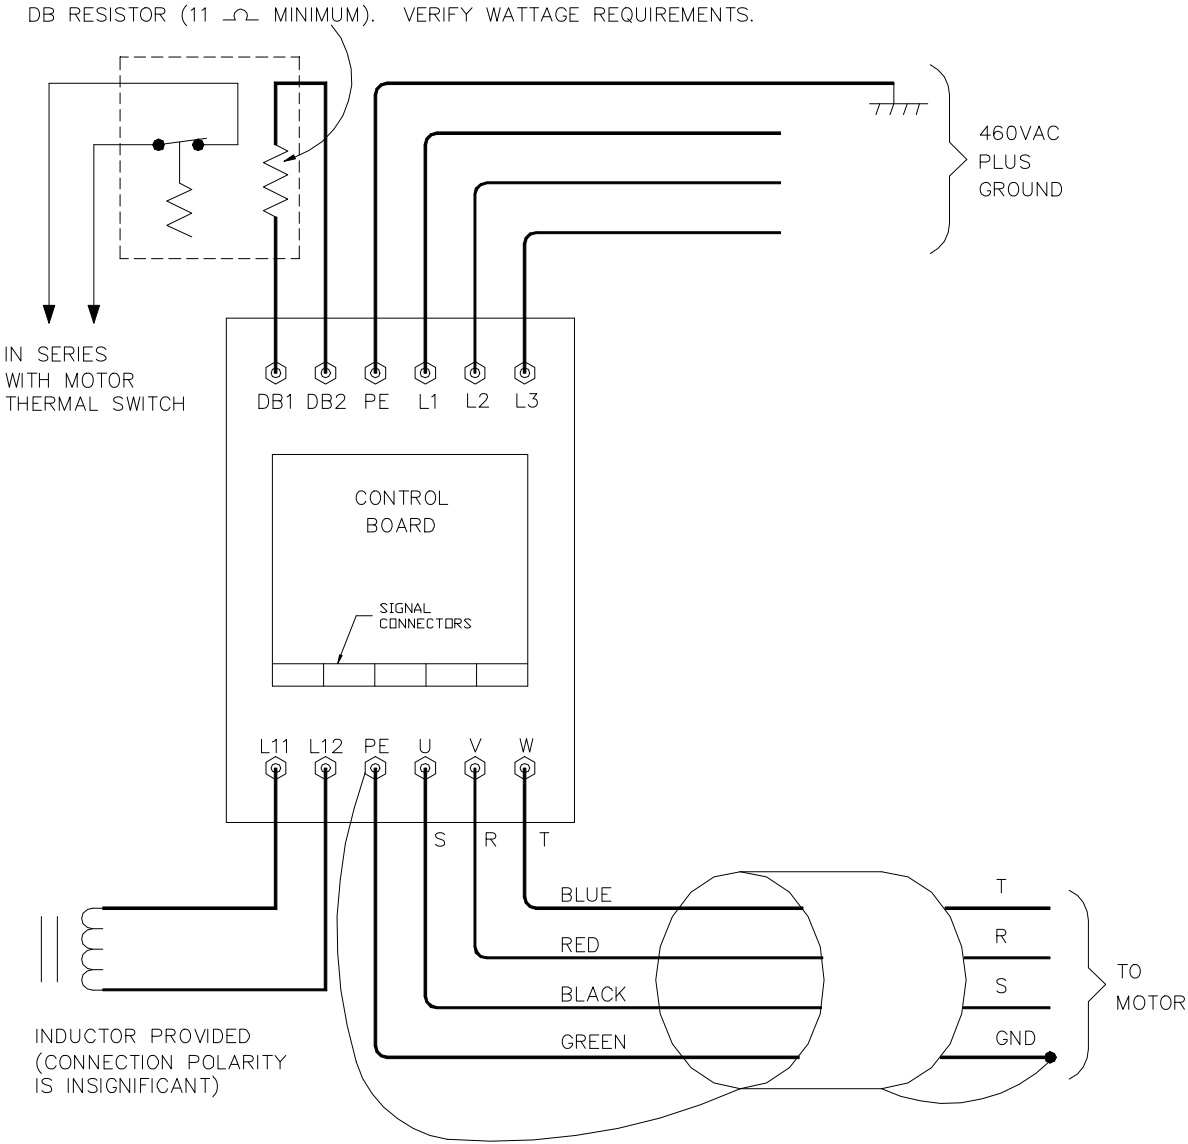 DB RESISTOR (11 Ω MINIMUM). VERIFY WATTAGE REQUIREMENTS.
460VAC
PLUS
GROUND
IN SERIES
WITH MOTOR
THERMAL SWITCH
DB1 DB2 PE L1 L2 L3
CONTROL
BOARD
SIGNAL
CONNECTORS
L11 L12 PE U V W
S R T
BLUE
T
RED
R
BLACK
S
GREEN
GND
TO
MOTOR
INDUCTOR PROVIDED
(CONNECTION POLARITY
IS INSIGNIFICANT)